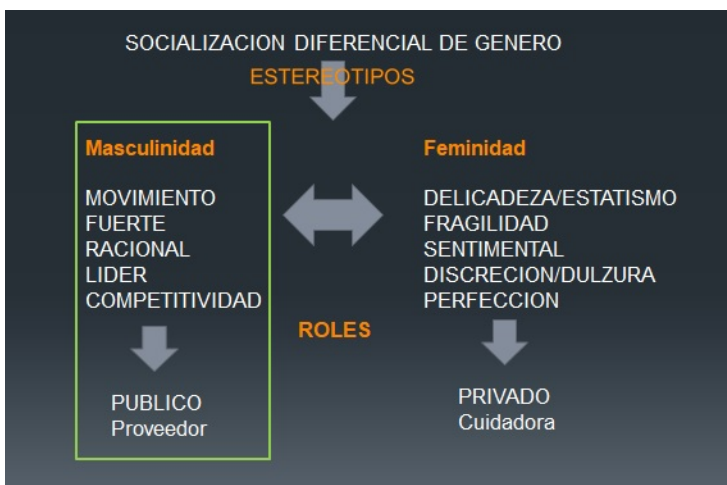 SOCIALIZACION DIFERENCIAL DE GENERO
ESTEREOTIPOS
Masculinidad
MOVIMIENTO
FUERTE
RACIONAL
LIDER
COMPETITIVIDAD
PUBLICO
Proveedor
ROLES
Feminidad
DELICADEZA/ESTATISMO
FRAGILIDAD
SENTIMENTAL
DISCRECION/DULZURA
PERFECCION
PRIVADO
Cuidadora